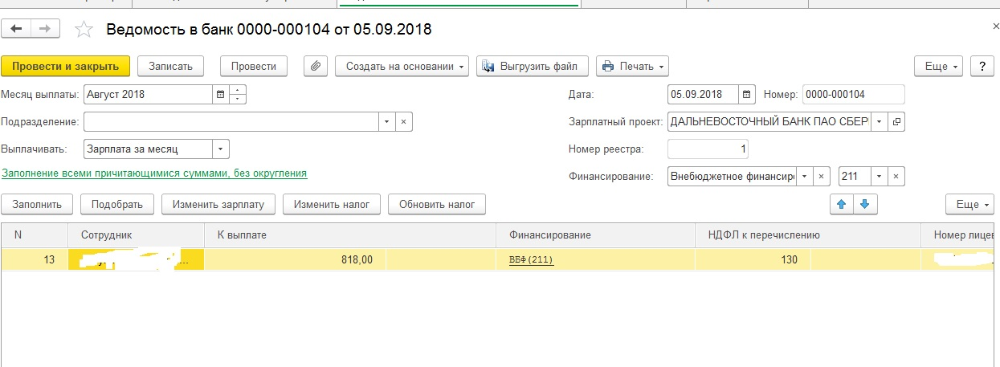 Ведомость в банк 0000-000104 от 05.09.2018
Провести и закрыть Записать Провести Создать на основании Выгрузить файл Печать Еще ?
Месяц выплаты: Август 2018 Дата: 05.09.2018 Номер: 0000-000104
Подразделение: Зарплатный проект: ДАЛЬНЕВОСТОЧНЫЙ БАНК ПАО СБЕР
Выплачивать: Зарплата за месяц Номер реестра: 1
Заполнение всеми причитающимися суммами, без округления Финансирование: Внебюджетное финансир 211
Заполнить Подобрать Изменить зарплату Изменить налог Обновить налог Еще
N Сотрудник К выплате Финансирование НДФЛ к перечислению Номер лицев
13 818,00 ВБФ(211) 130